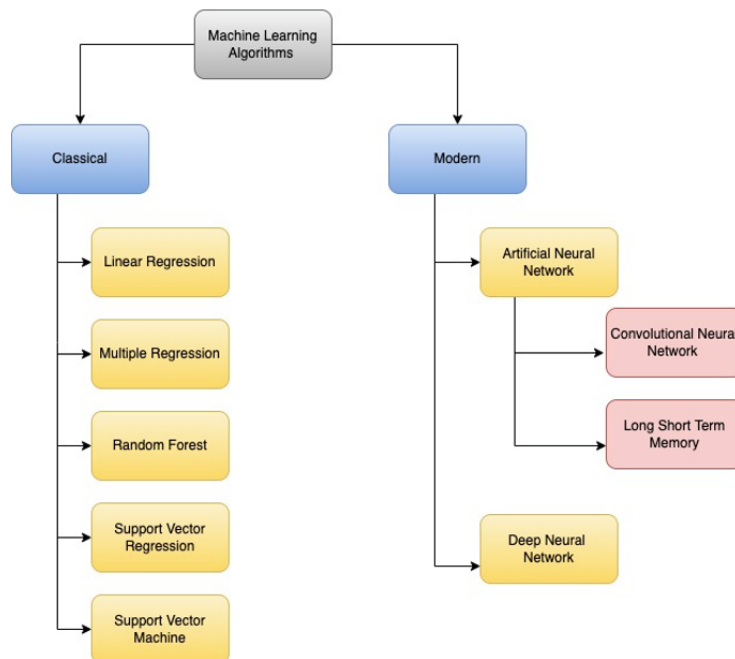 Machine Learning
Algorithms
Classical
Modern
Linear Regression
Multiple Regression
Random Forest
Support Vector
Regression
Support Vector
Machine
Artificial Neural
Network
Convolutional Neural
Network
Long Short Term
Memory
Deep Neural
Network